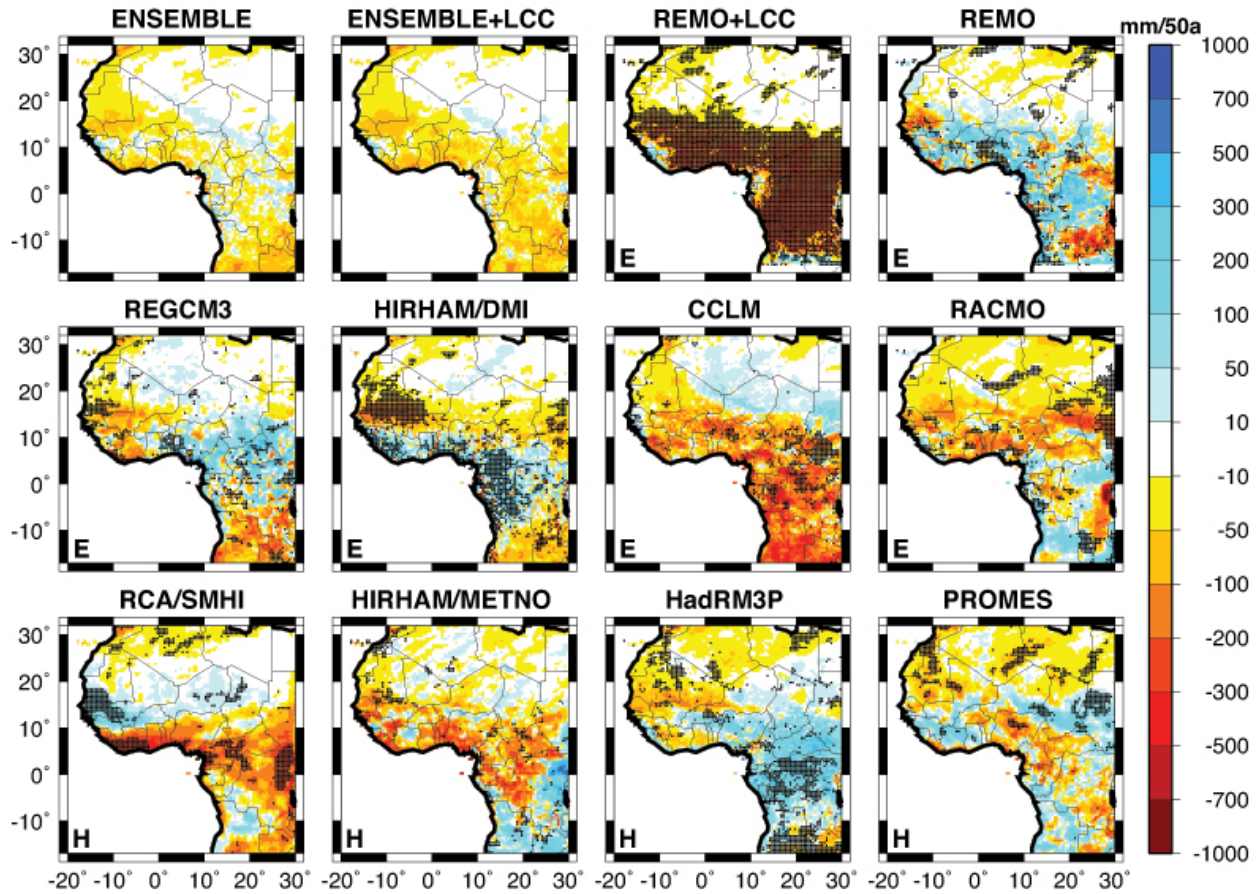 ENSEMBLE ENSEMBLE+LCC REMO+LCC REMO
mm/50a
30° 20° 10° 0° -10°
E
1000
700
500
300
200
100
50
10
-10
-50
-100
-200
-300
-500
-700
-1000
REGCM3 HIRHAM/DMI CCLM RACMO
30° 20° 10° 0° -10°
E E E E
RCA/SMHI HIRHAM/METNO HadRM3P PROMES
30° 20° 10° 0° -10°
H H H H
-20° -10° 0° 10° 20° 30° -20° -10° 0° 10° 20° 30° -20° -10° 0° 10° 20° 30° -20° -10° 0° 10° 20° 30°